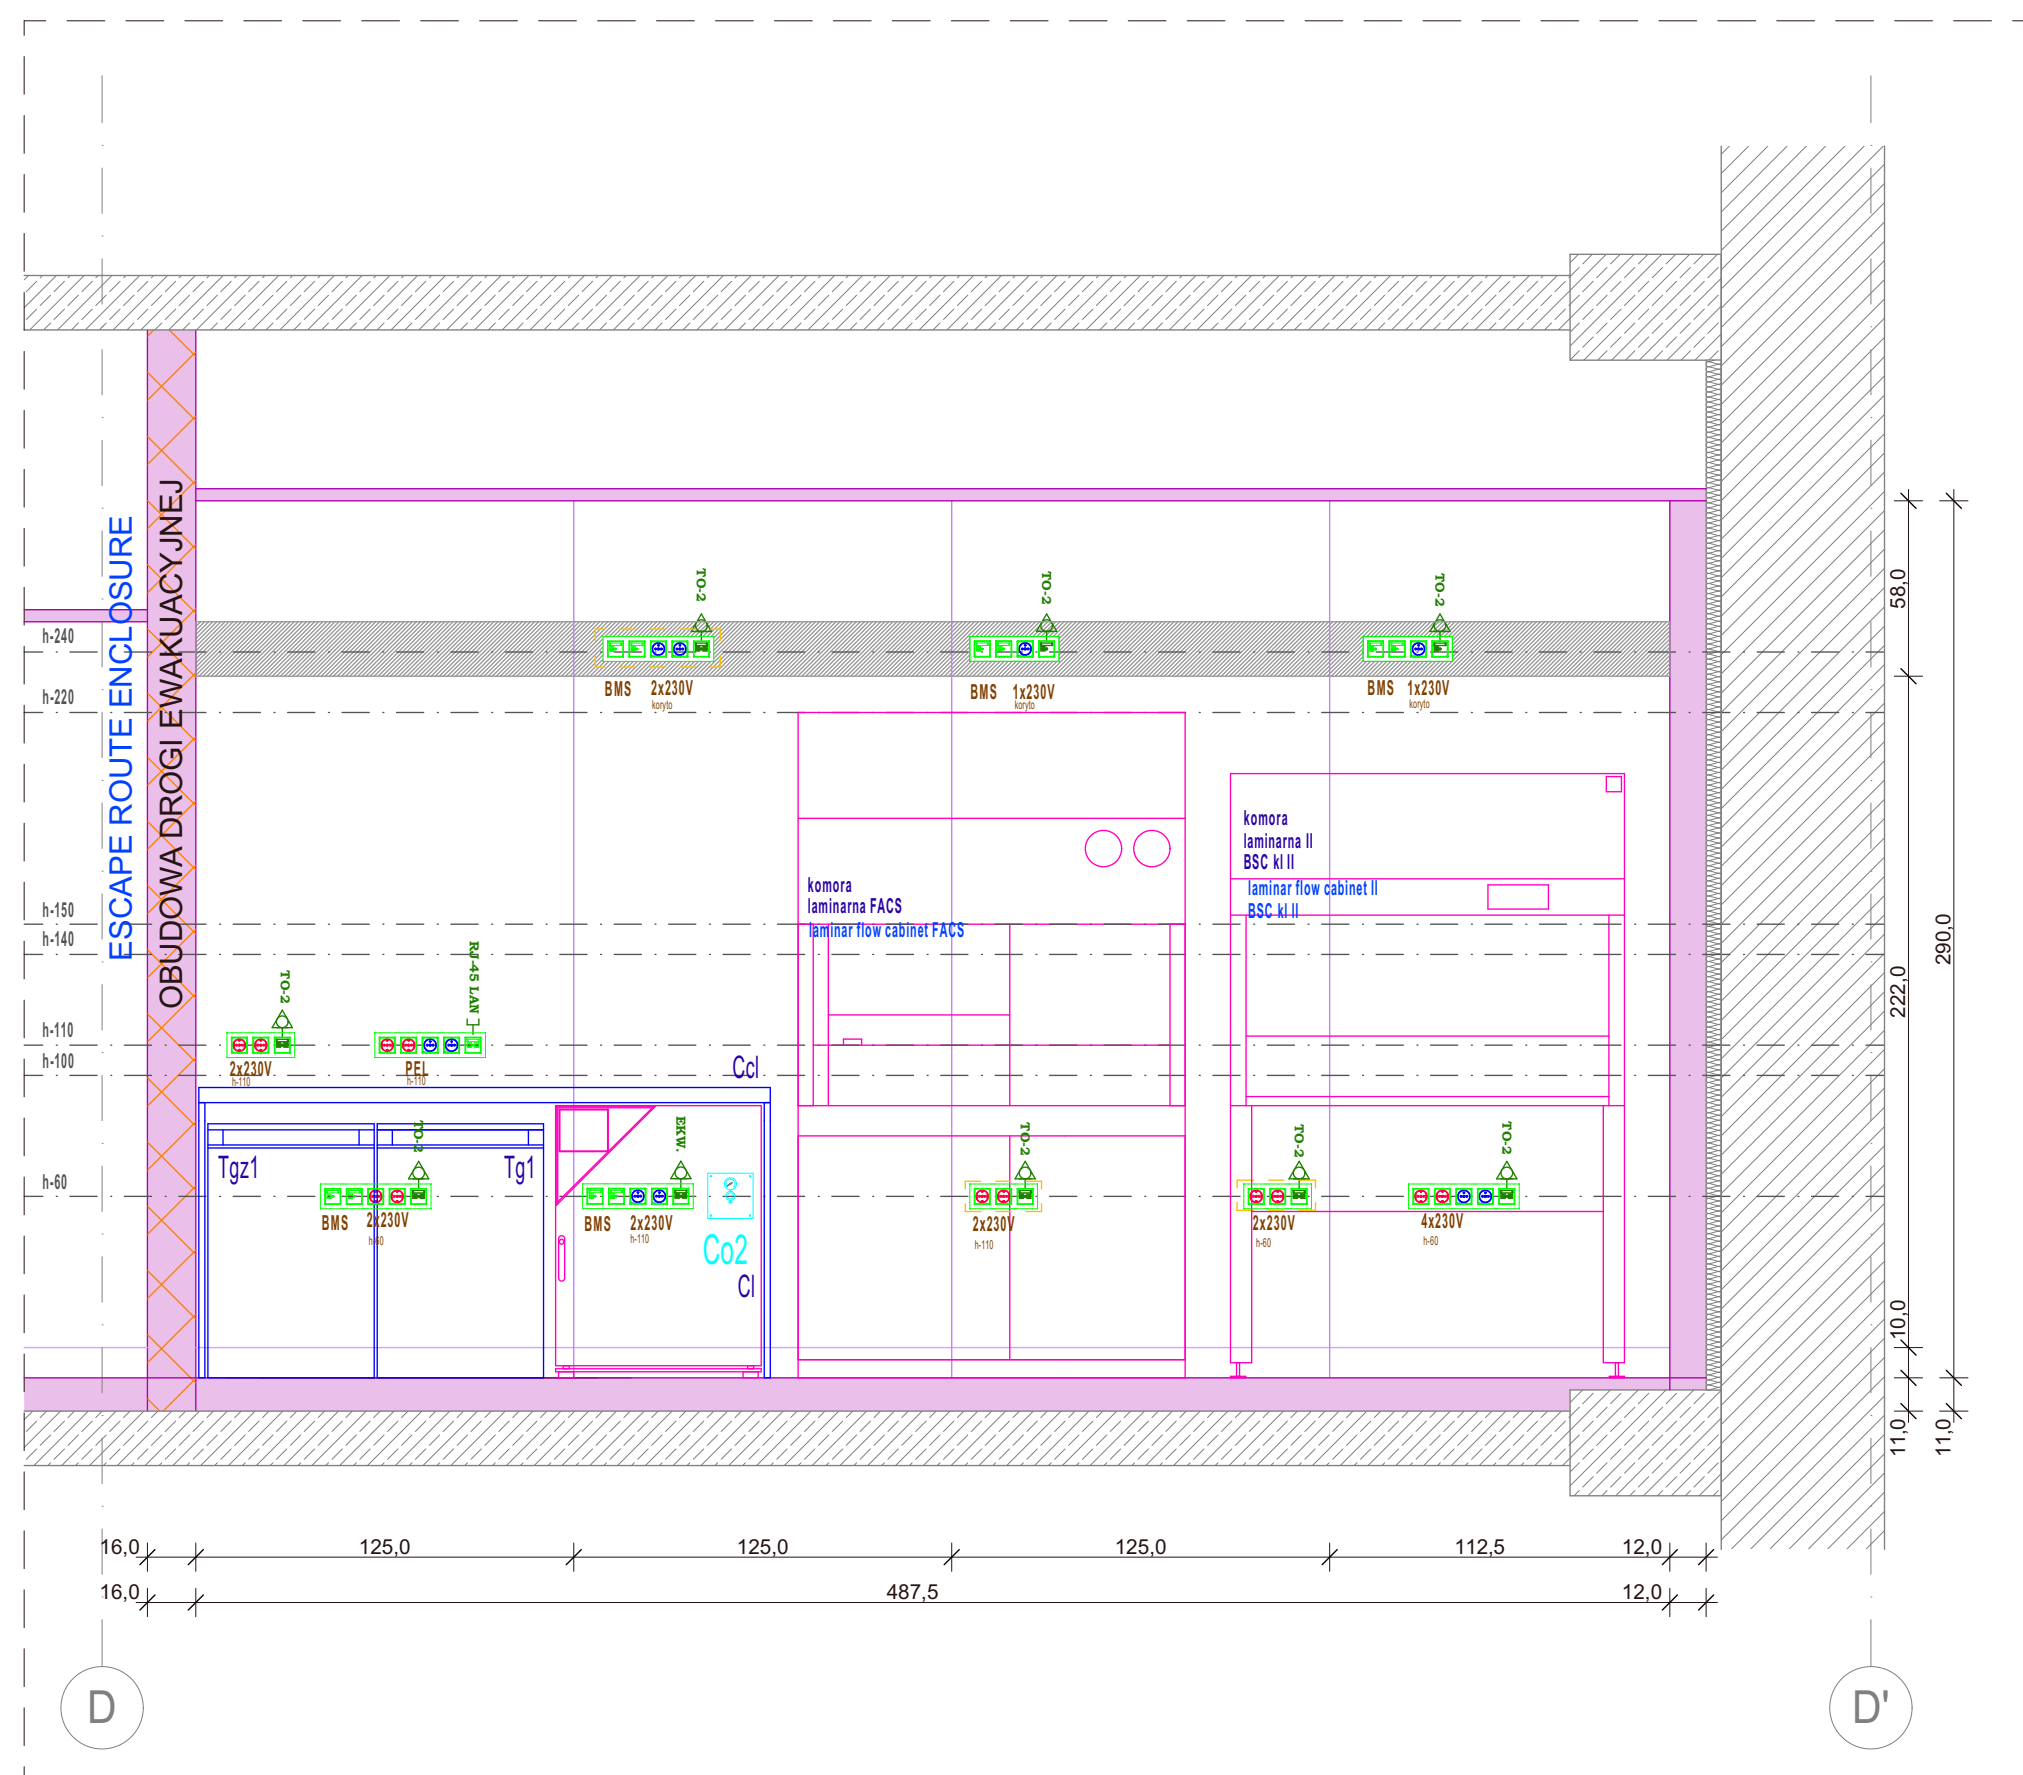 ESCAPE ROUTE ENCLOSURE
OBUDOWA DROGI EWAKUACYJNEJ
h-240
h-220
h-150
h-140
h-110
h-100
h-60
TO-2
BMS 2x230V
koryto
TO-2
BMS 1x230V
koryto
TO-2
BMS 1x230V
koryto
komora
laminarna FACS
laminar flow cabinet FACS
komora
laminarna II
BSC kl II
laminar flow cabinet II
BSC kl II
TO-2
2x230V
h-110
RJ-45 LAN
PEL
h-110
Ccl
Tgz1
Tg1
TO-2
BMS 2x230V
h-60
EKW.
BMS 2x230V
h-110
Co2
Cl
TO-2
2x230V
h-110
TO-2
2x230V
h-60
TO-2
4x230V
h-60
58,0
222,0
290,0
10,0
11,0
11,0
16,0 125,0 125,0 125,0 112,5 12,0
16,0 487,5 12,0
D D'